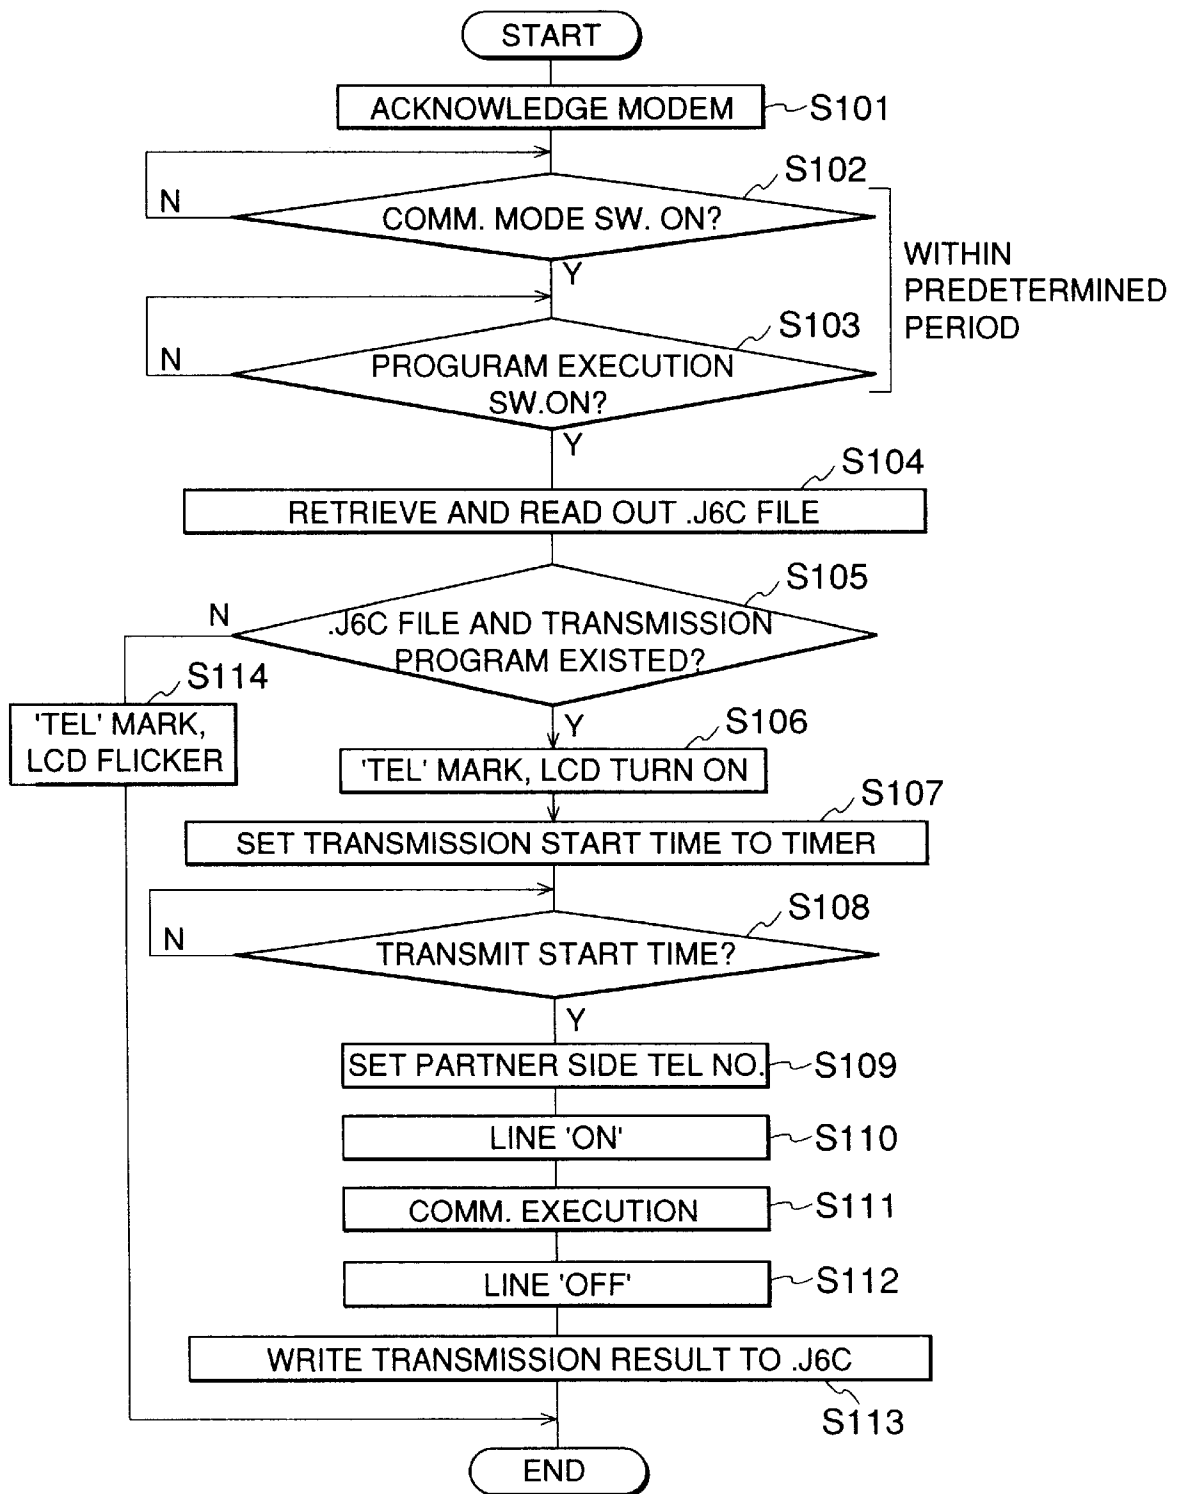 START
ACKNOWLEDGE MODEM
S101
S102
N
COMM. MODE SW. ON?
Y
WITHIN
PREDETERMINED
PERIOD
S103
N
PROGURAM EXECUTION
SW.ON?
Y
S104
RETRIEVE AND READ OUT .J6C FILE
S105
N
.J6C FILE AND TRANSMISSION
PROGRAM EXISTED?
S114
'TEL' MARK,
LCD FLICKER
Y
S106
'TEL' MARK, LCD TURN ON
S107
SET TRANSMISSION START TIME TO TIMER
S108
N
TRANSMIT START TIME?
Y
SET PARTNER SIDE TEL NO.
S109
LINE 'ON'
S110
COMM. EXECUTION
S111
LINE 'OFF'
S112
WRITE TRANSMISSION RESULT TO .J6C
S113
END